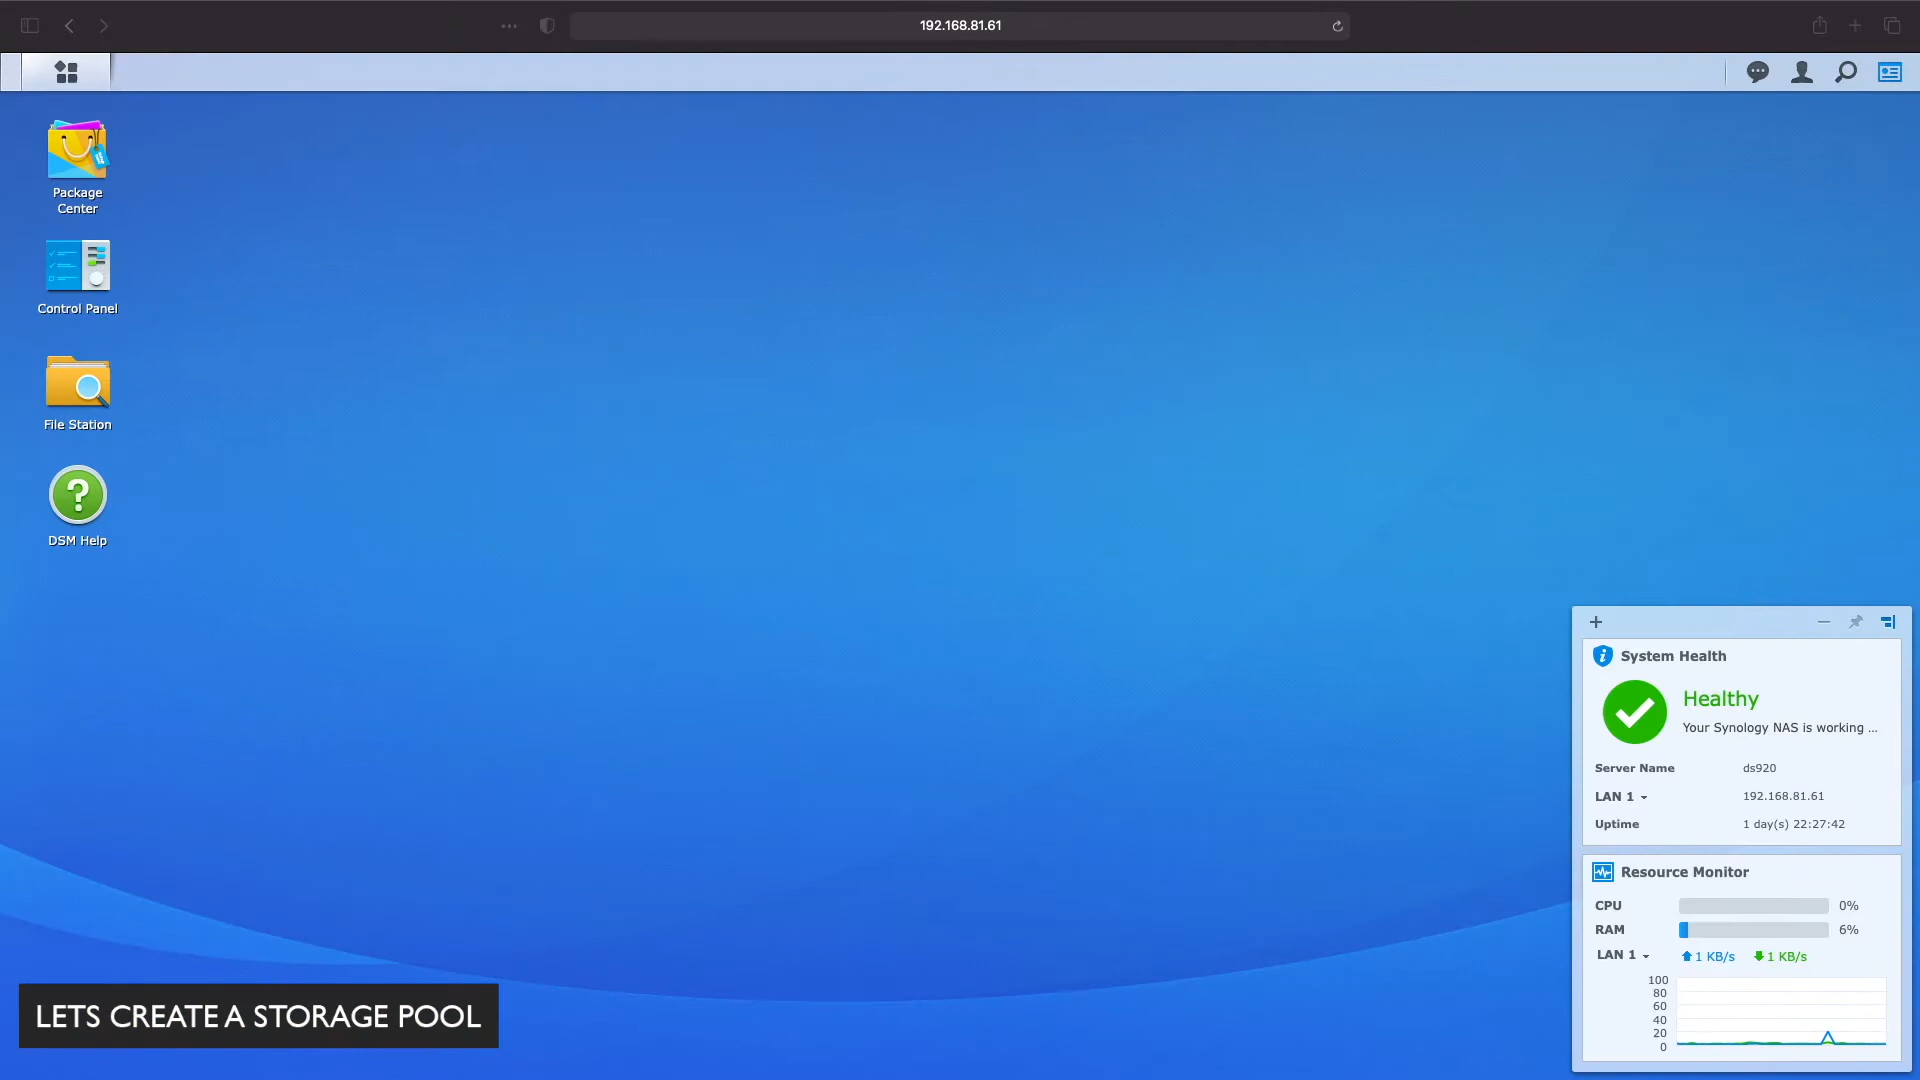 192.168.81.61
Package
Center
Control Panel
File Station
DSM Help
System Health
Healthy
Your Synology NAS is working ...
Server Name ds920
LAN 1 192.168.81.61
Uptime 1 day(s) 22:27:42
Resource Monitor
CPU 0%
RAM 6%
LAN 1 1 KB/s 1 KB/s
100
80
60
40
20
0
LETS CREATE A STORAGE POOL